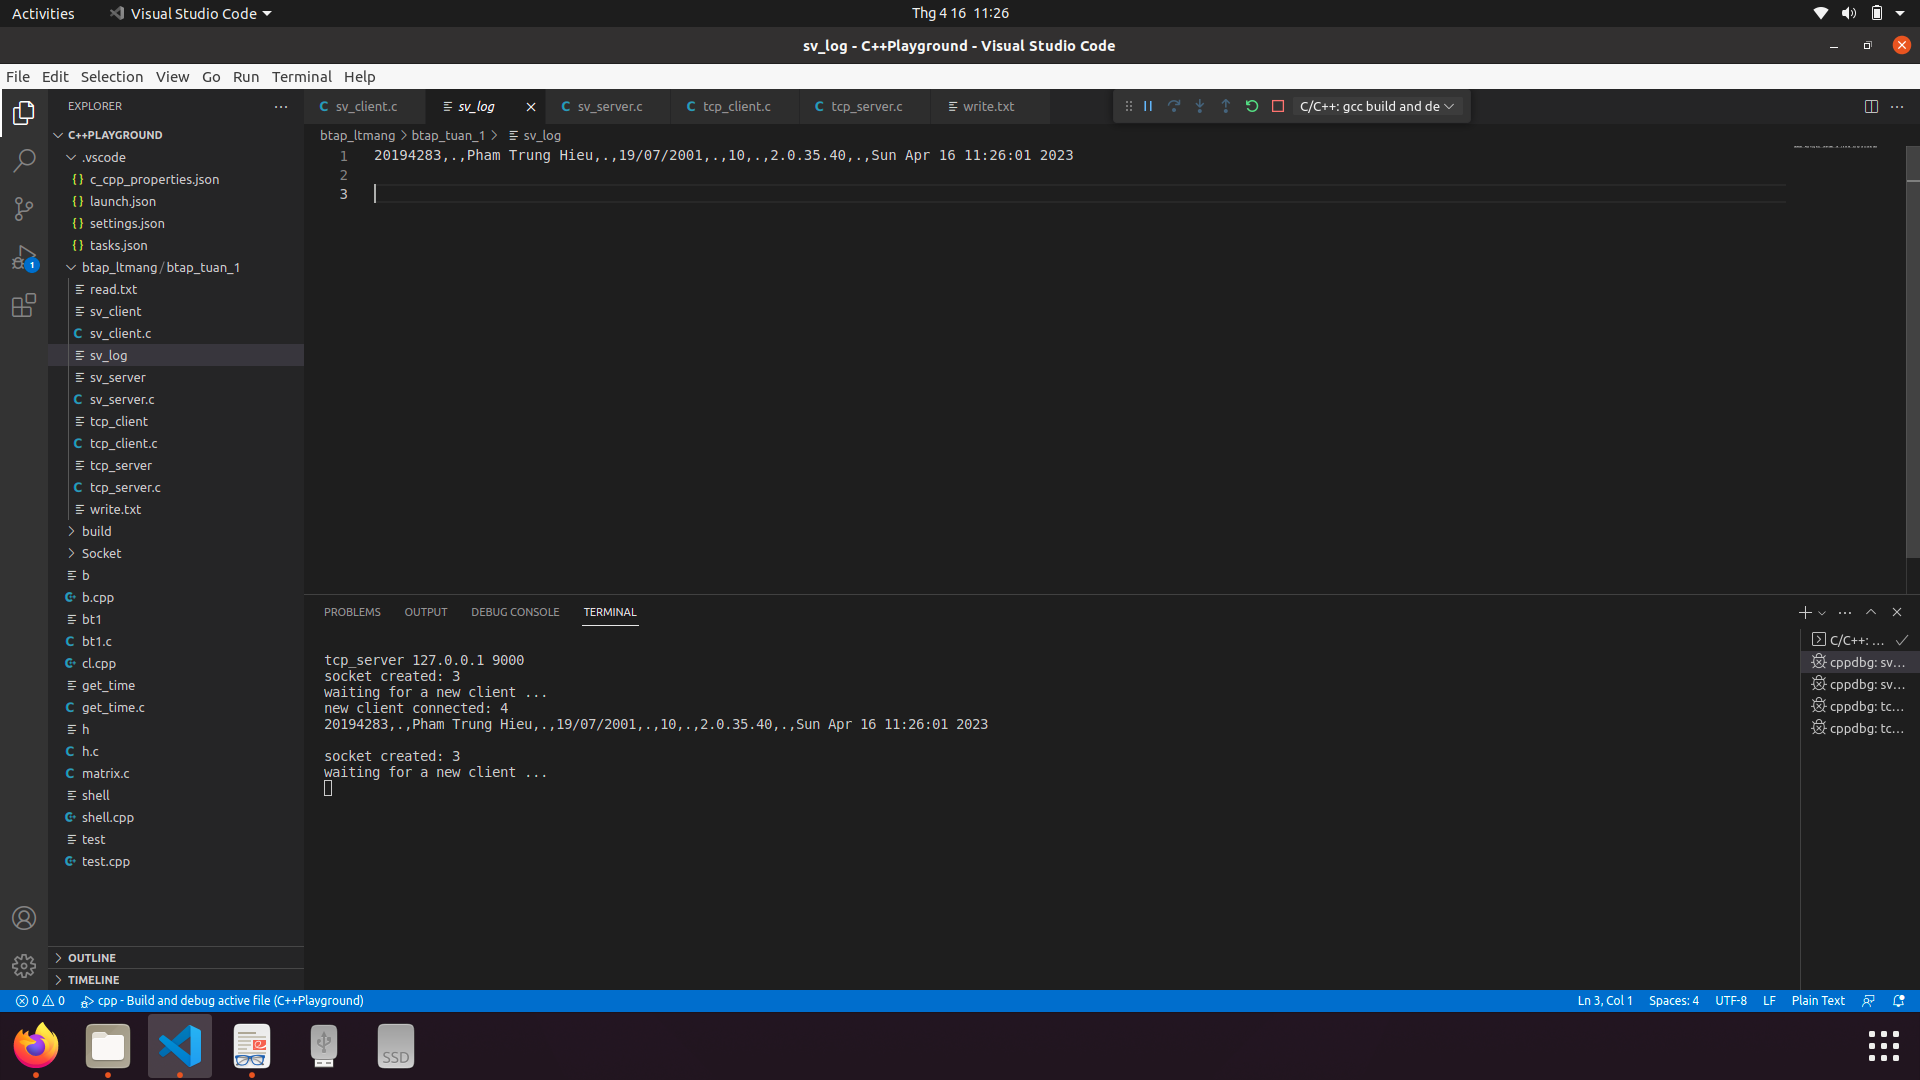 Activities
Visual Studio Code
Thg 4 16  11:26
sv_log - C++Playground - Visual Studio Code
File Edit Selection View Go Run Terminal Help
EXPLORER
C++PLAYGROUND
.vscode
c_cpp_properties.json
launch.json
settings.json
tasks.json
btap_ltmang/btap_tuan_1
read.txt
sv_client
sv_client.c
sv_log
sv_server
sv_server.c
tcp_client
tcp_client.c
tcp_server
tcp_server.c
write.txt
build
Socket
b
b.cpp
bt1
bt1.c
cl.cpp
get_time
get_time.c
h
h.c
matrix.c
shell
shell.cpp
test
test.cpp
OUTLINE
TIMELINE
sv_client.c sv_log sv_server.c tcp_client.c tcp_server.c write.txt
C/C++: gcc build and de
btap_ltmang > btap_tuan_1 > sv_log
1 20194283,.,Pham Trung Hieu,.,19/07/2001,.,10,.,2.0.35.40,.,Sun Apr 16 11:26:01 2023
2
3
PROBLEMS OUTPUT DEBUG CONSOLE TERMINAL
tcp_server 127.0.0.1 9000
socket created: 3
waiting for a new client ...
new client connected: 4
20194283,.,Pham Trung Hieu,.,19/07/2001,.,10,.,2.0.35.40,.,Sun Apr 16 11:26:01 2023
socket created: 3
waiting for a new client ...
C/C++: ...
cppdbg: sv...
cppdbg: sv...
cppdbg: tc...
cppdbg: tc...
0 0 cpp - Build and debug active file (C++Playground)
Ln 3, Col 1 Spaces: 4 UTF-8 LF Plain Text
SSD